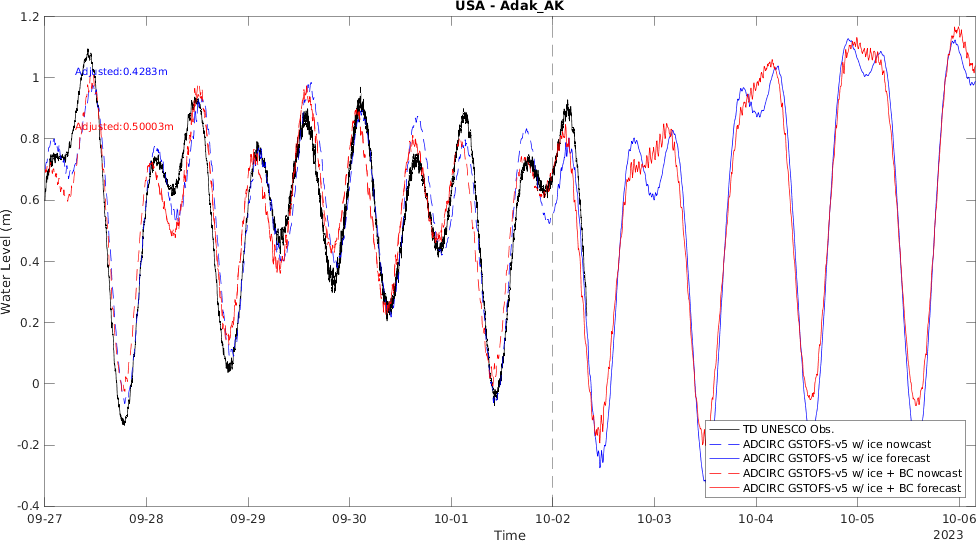 USA - Adak_AK
1.2
1
0.8
0.6
0.4
0.2
0
-0.2
-0.4
Water Level (m)
Adjusted:0.4283m
Adjusted:0.50003m
TD UNESCO Obs.
ADCIRC GSTOFS-v5 w/ ice nowcast
ADCIRC GSTOFS-v5 w/ ice forecast
ADCIRC GSTOFS-v5 w/ ice + BC nowcast
ADCIRC GSTOFS-v5 w/ ice + BC forecast
09-27 09-28 09-29 09-30 10-01 10-02 10-03 10-04 10-05 10-06
Time
2023